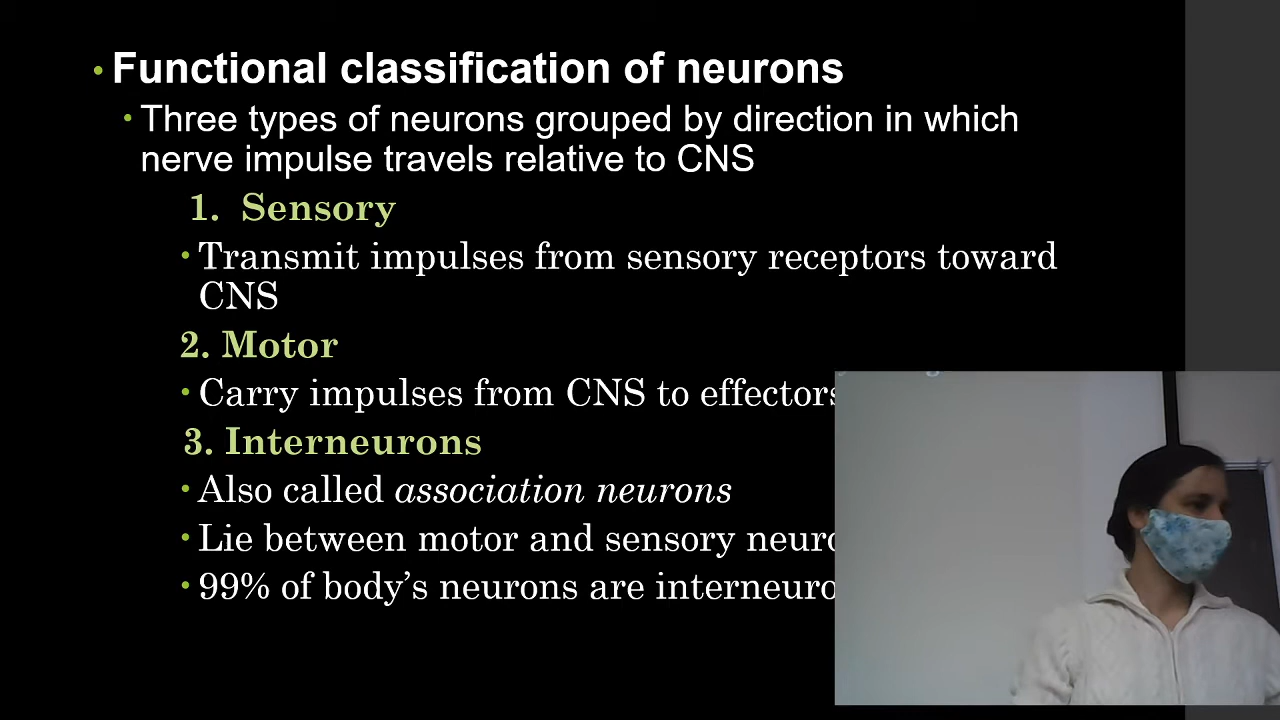 • Functional classification of neurons
• Three types of neurons grouped by direction in which
nerve impulse travels relative to CNS
1. Sensory
• Transmit impulses from sensory receptors toward
CNS
2. Motor
• Carry impulses from CNS to effectors
3. Interneurons
• Also called association neurons
• Lie between motor and sensory
• 99% of body’s neurons are